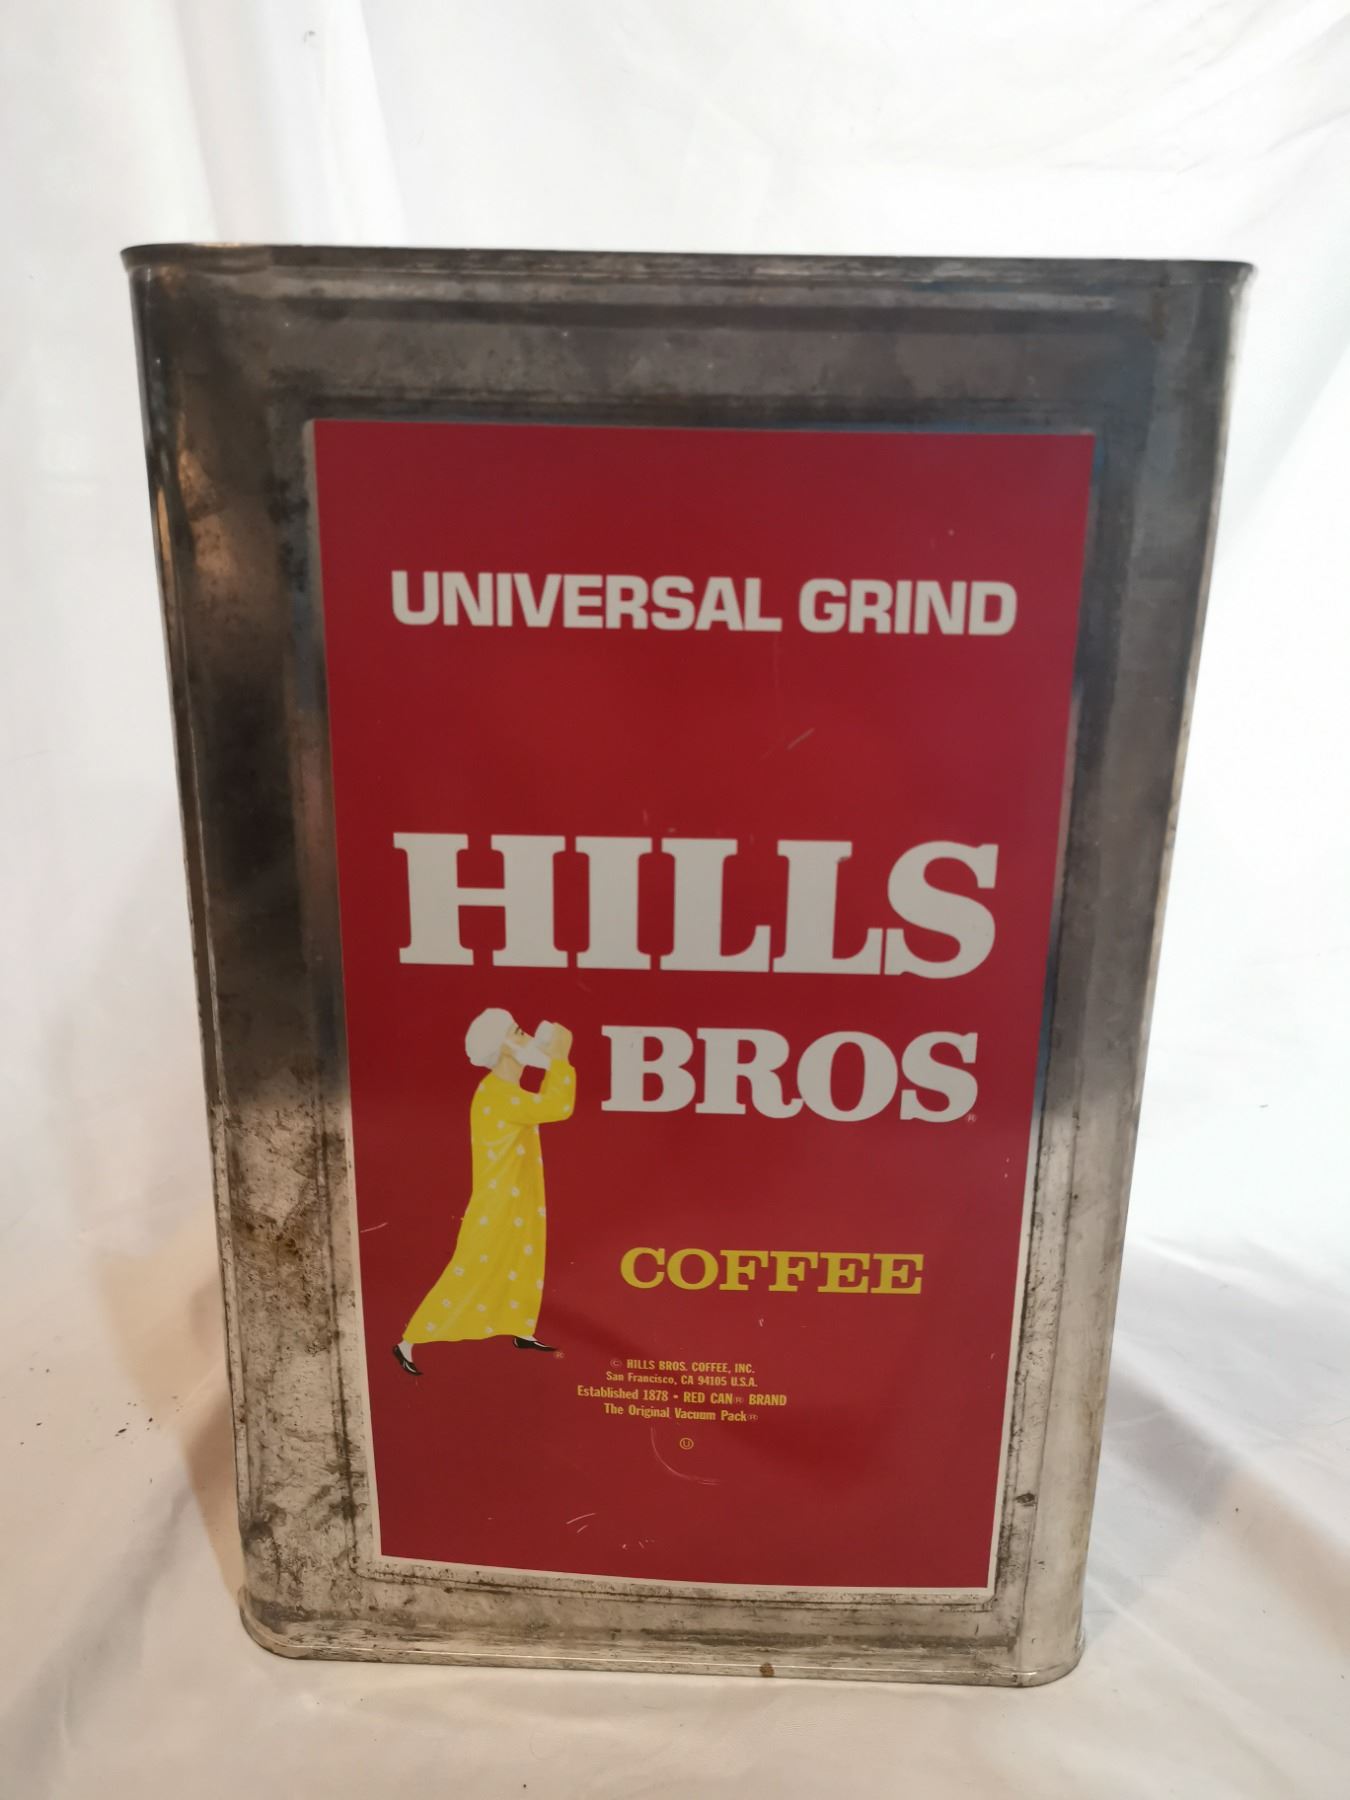 UNIVERSAL GRIND
HILLS
BROS®
COFFEE
®
© HILLS BROS. COFFEE, INC.
San Francisco, CA 94105 U.S.A.
Established 1878 • RED CAN® BRAND
The Original Vacuum Pack®
Ⓤ